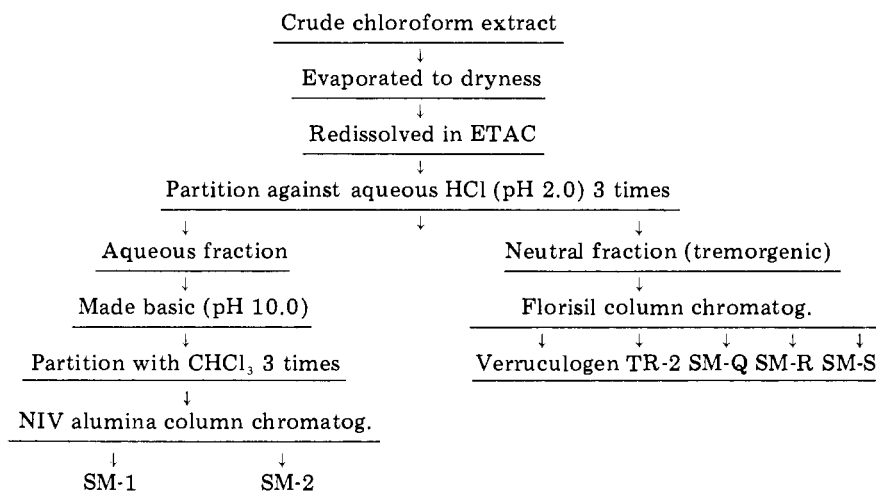 Crude chloroform extract
↓
Evaporated to dryness
↓
Redissolved in ETAC
↓
Partition against aqueous HCl (pH 2.0) 3 times
↓ ↓ ↓
Aqueous fraction Neutral fraction (tremorgenic)
↓ ↓
Made basic (pH 10.0) Florisil column chromatog.
↓ ↓ ↓ ↓ ↓ ↓
Partition with CHCl₃ 3 times Verruculogen TR-2 SM-Q SM-R SM-S
↓
NIV alumina column chromatog.
↓ ↓
SM-1 SM-2